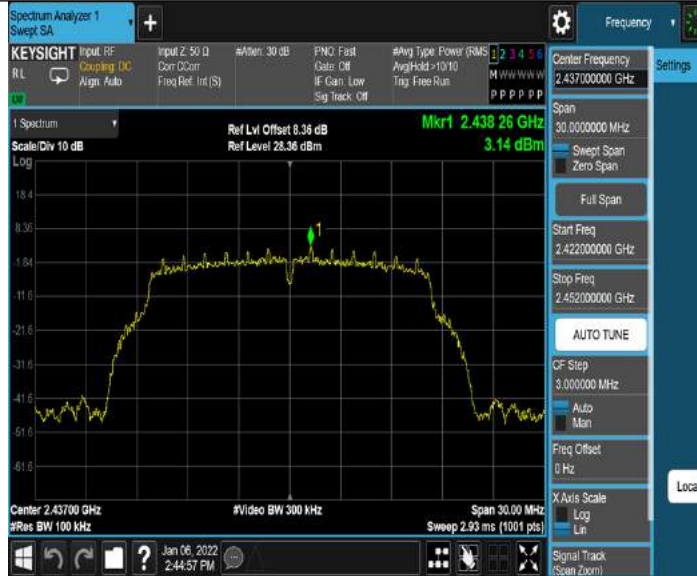 Spectrum Analyzer 1
Swept SA
+
Frequency
KEYSIGHT
RL
Input: RF
Coupling: DC
Align: Auto
Input Z: 50 Ω
Corr CCorr
Freq Ref: Int (S)
#Atten: 30 dB
PNO: Fast
Gate: Off
IF Gain: Low
Sig Track: Off
#Avg Type: Power (RMS
Avg|Hold:>10/10
Trig: Free Run
1 2 3 4 5 6
M W W W W W
P P P P P P
1 Spectrum
Scale/Div 10 dB
Log
Ref Lvl Offset 8.36 dB
Ref Level 28.36 dBm
Mkr1 2.438 26 GHz
3.14 dBm
18.4
8.36
-1.64
-11.6
-21.6
-31.6
-41.6
-51.6
-61.6
1
Center 2.43700 GHz
#Res BW 100 kHz
#Video BW 300 kHz
Span 30.00 MHz
Sweep 2.93 ms (1001 pts)
Center Frequency
2.437000000 GHz
Settings
Span
30.0000000 MHz
Swept Span
Zero Span
Full Span
Start Freq
2.422000000 GHz
Stop Freq
2.452000000 GHz
AUTO TUNE
CF Step
3.000000 MHz
Auto
Man
Freq Offset
0 Hz
X Axis Scale
Log
Lin
Loca
Signal Track
(Span Zoom)
?
Jan 06, 2022
2:44:57 PM